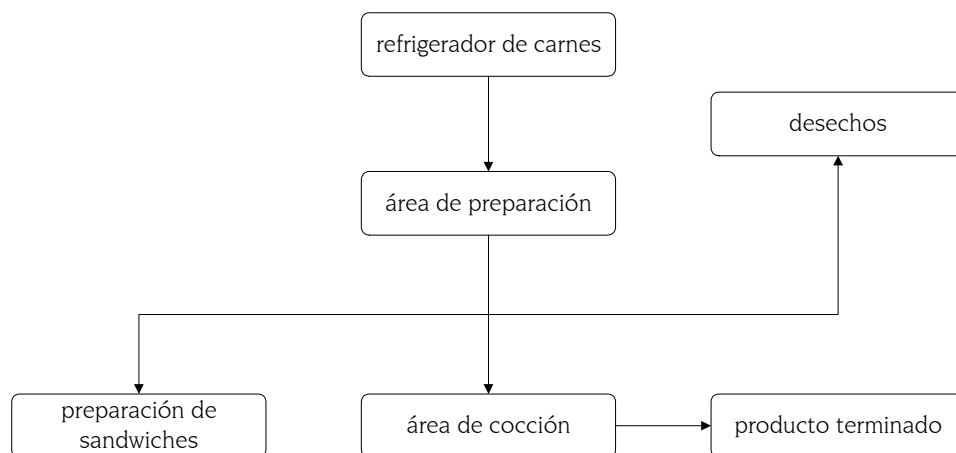 refrigerador de carnes
desechos
área de preparación
preparación de
sandwiches
área de cocción
producto terminado